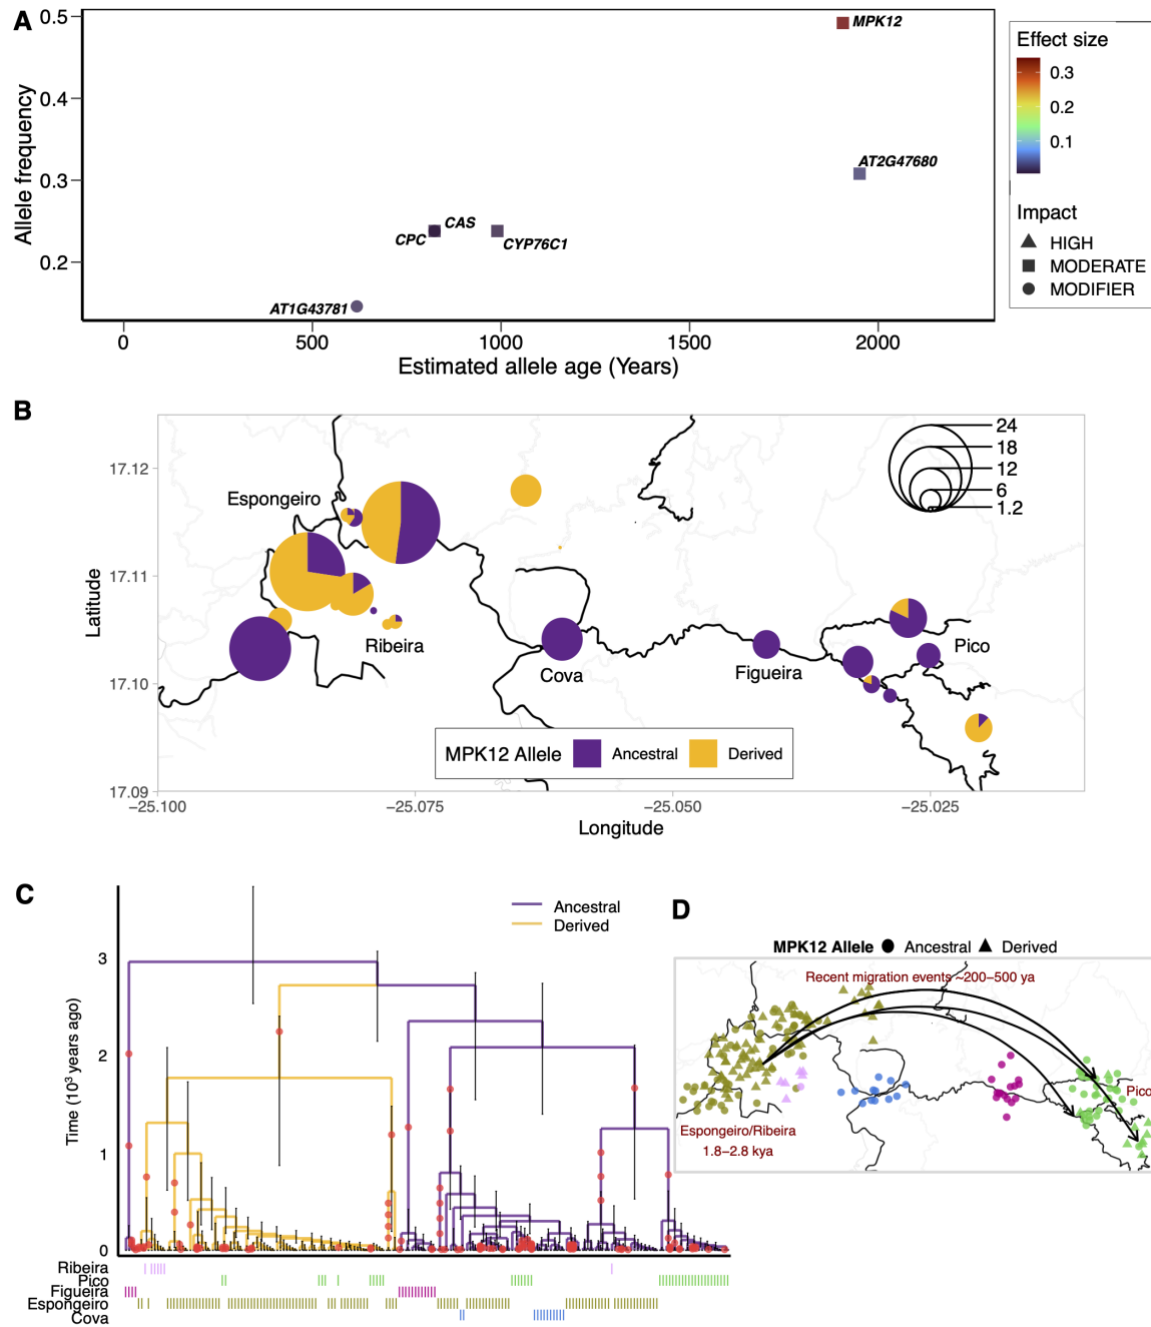 A
Allele frequency
0.5
0.4
0.3
0.2
MPK12
AT2G47680
CAS
CPC
CYP76C1
AT1G43781
0
500
1000
1500
2000
Estimated allele age (Years)
Effect size
0.3
0.2
0.1
Impact
HIGH
MODERATE
MODIFIER
B
Latitude
17.12
17.11
17.10
17.09
Espongeiro
Ribeira
Cova
Figueira
Pico
24
18
12
6
1.2
MPK12 Allele Ancestral Derived
−25.100
−25.075
−25.050
−25.025
Longitude
C
Ancestral
Derived
Time (10³ years ago)
3
2
1
0
Ribeira
Pico
Figueira
Espongeiro
Cova
D
MPK12 Allele Ancestral Derived
Recent migration events ~200−500 ya
Pico
Espongeiro/Ribeira
1.8−2.8 kya